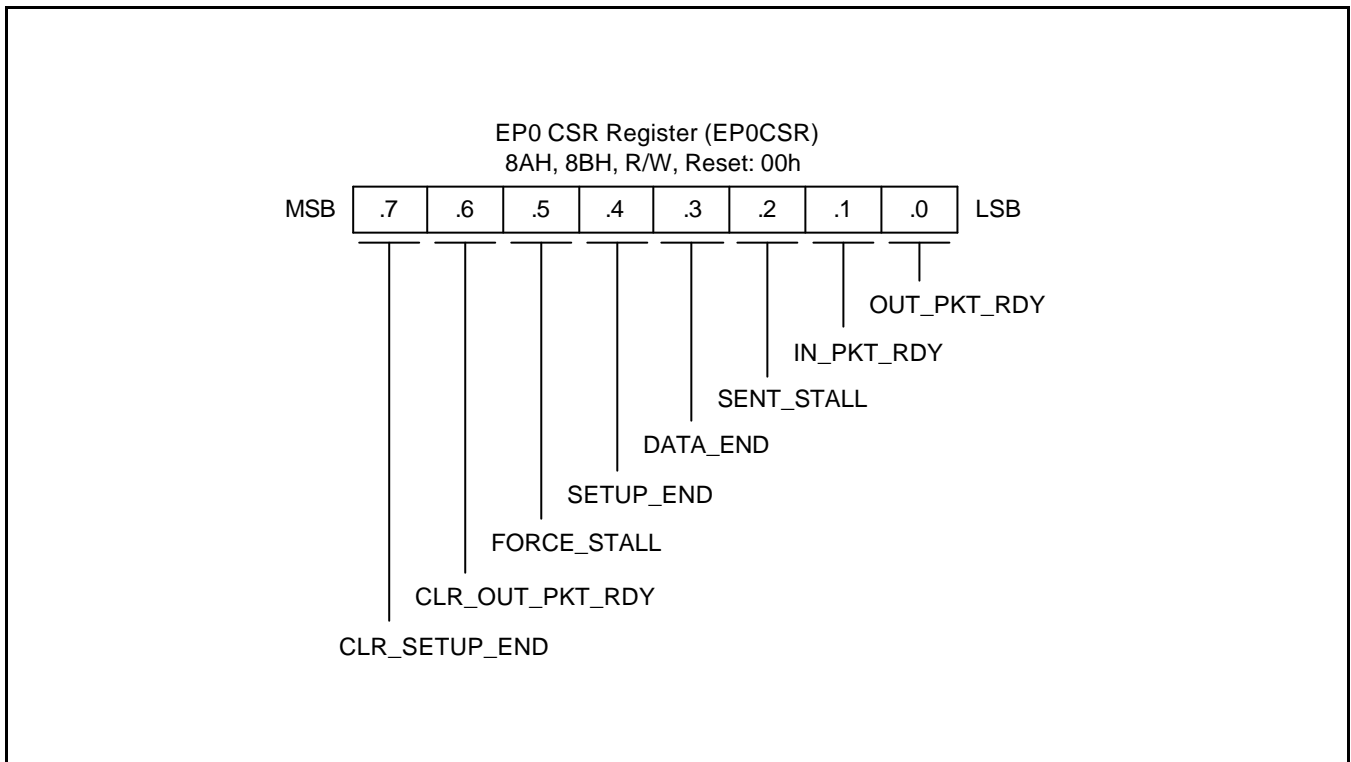 EP0 CSR Register (EP0CSR)
8AH, 8BH, R/W, Reset: 00h
MSB .7 .6 .5 .4 .3 .2 .1 .0 LSB
OUT_PKT_RDY
IN_PKT_RDY
SENT_STALL
DATA_END
SETUP_END
FORCE_STALL
CLR_OUT_PKT_RDY
CLR_SETUP_END